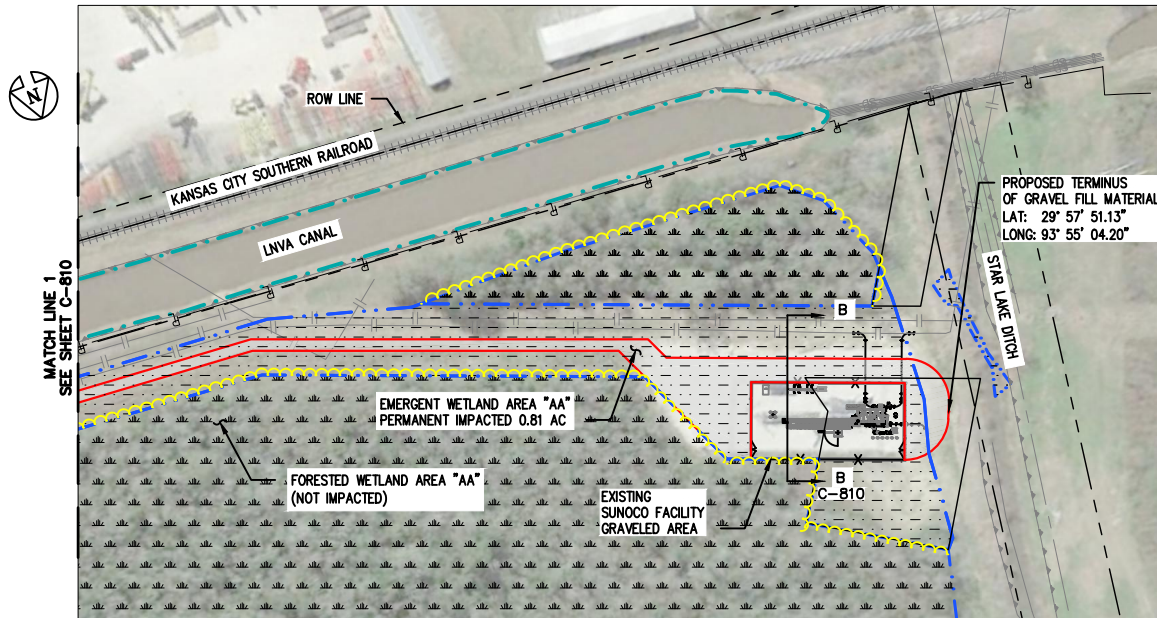 N
ROW LINE
KANSAS CITY SOUTHERN RAILROAD
LNVA CANAL
MATCH LINE 1
SEE SHEET C-810
PROPOSED TERMINUS
OF GRAVEL FILL MATERIAL
LAT: 29° 57' 51.13"
LONG: 93° 55' 04.20"
STAR LAKE DITCH
B
EMERGENT WETLAND AREA "AA"
PERMANENT IMPACTED 0.81 AC
FORESTED WETLAND AREA "AA"
(NOT IMPACTED)
EXISTING
SUNOCO FACILITY
GRAVELED AREA
B
C-810